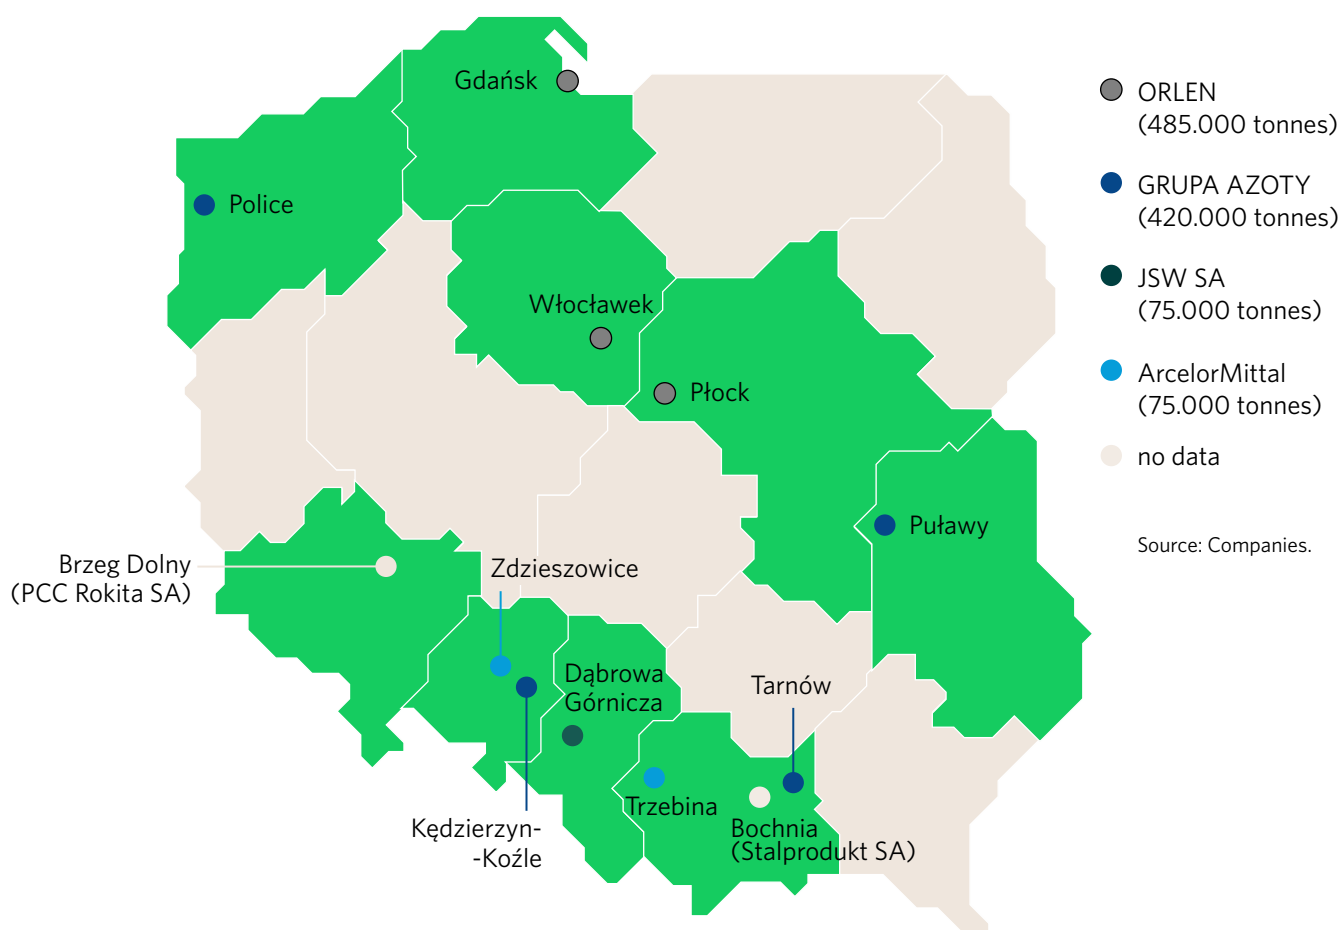 Gdańsk
Police
Włocławek
Płock
Puławy
Brzeg Dolny
(PCC Rokita SA)
Zdzieszowice
Dąbrowa
Górnicza
Tarnów
Trzebina
Bochnia
(Stalprodukt SA)
Kędzierzyn-
-Koźle
ORLEN
(485.000 tonnes)
GRUPA AZOTY
(420.000 tonnes)
JSW SA
(75.000 tonnes)
ArcelorMittal
(75.000 tonnes)
no data
Source: Companies.